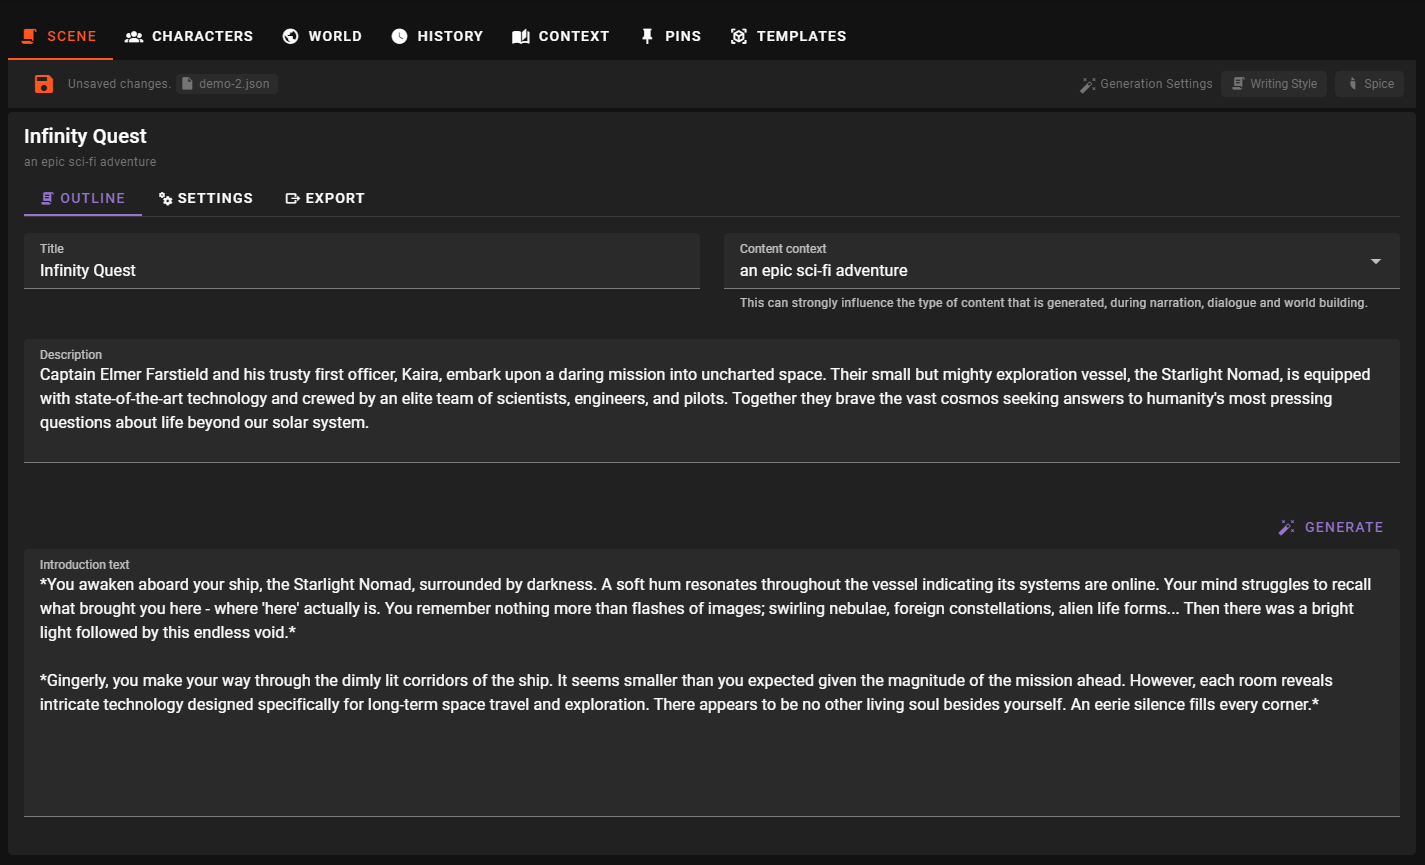 SCENE CHARACTERS WORLD HISTORY CONTEXT PINS TEMPLATES
Unsaved changes. demo-2.json Generation Settings Writing Style Spice
Infinity Quest
an epic sci-fi adventure
OUTLINE SETTINGS EXPORT
Title
Infinity Quest
Content context
an epic sci-fi adventure
This can strongly influence the type of content that is generated, during narration, dialogue and world building.
Description
Captain Elmer Farstield and his trusty first officer, Kaira, embark upon a daring mission into uncharted space. Their small but mighty exploration vessel, the Starlight Nomad, is equipped
with state-of-the-art technology and crewed by an elite team of scientists, engineers, and pilots. Together they brave the vast cosmos seeking answers to humanity's most pressing
questions about life beyond our solar system.
GENERATE
Introduction text
*You awaken aboard your ship, the Starlight Nomad, surrounded by darkness. A soft hum resonates throughout the vessel indicating its systems are online. Your mind struggles to recall
what brought you here - where 'here' actually is. You remember nothing more than flashes of images; swirling nebulae, foreign constellations, alien life forms... Then there was a bright
light followed by this endless void.*
*Gingerly, you make your way through the dimly lit corridors of the ship. It seems smaller than you expected given the magnitude of the mission ahead. However, each room reveals
intricate technology designed specifically for long-term space travel and exploration. There appears to be no other living soul besides yourself. An eerie silence fills every corner.*